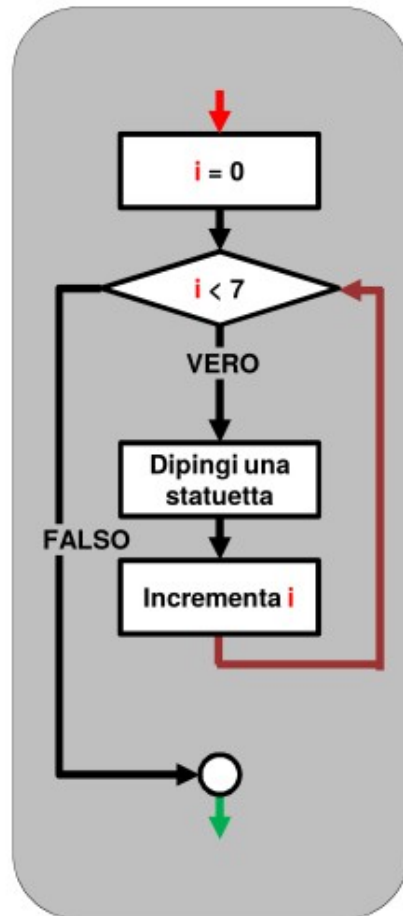 i = 0
i < 7
VERO
Dipingi una
statuetta
FALSO
Incrementa i